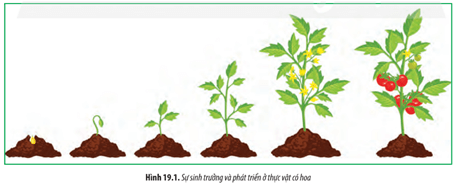 Hình 19.1. Sự sinh trưởng và phát triển ở thực vật có hoa